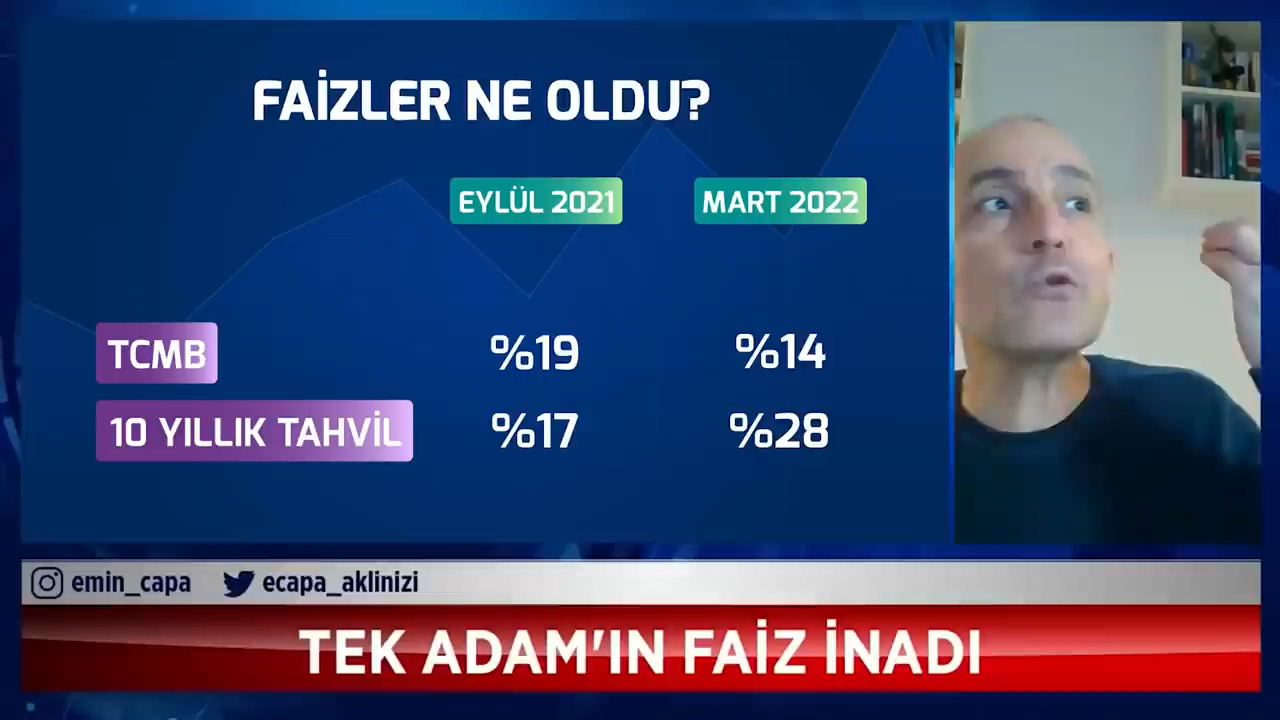 FAİZLER NE OLDU?
EYLÜL 2021 MART 2022
TCMB %19 %14
10 YILLIK TAHVİL %17 %28
emin_capa ecapa_aklinizi
TEK ADAM'IN FAİZ İNADI